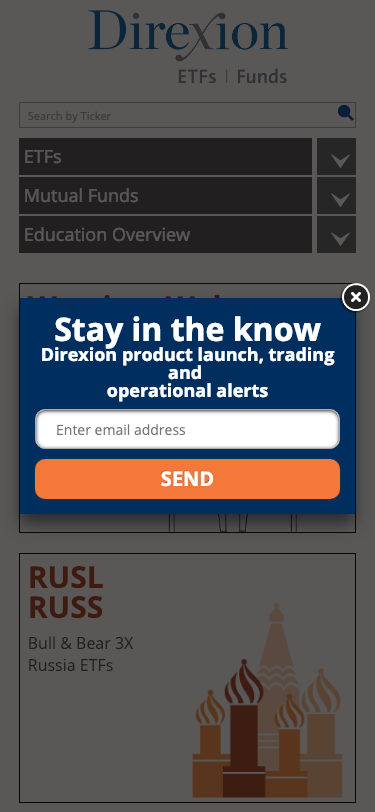 Direxion
ETFs | Funds
Search by Ticker
ETFs
Mutual Funds
Education Overview
Stay in the know
Direxion product launch, trading
and
operational alerts
Enter email address
SEND
RUSL
RUSS
Bull & Bear 3X
Russia ETFs